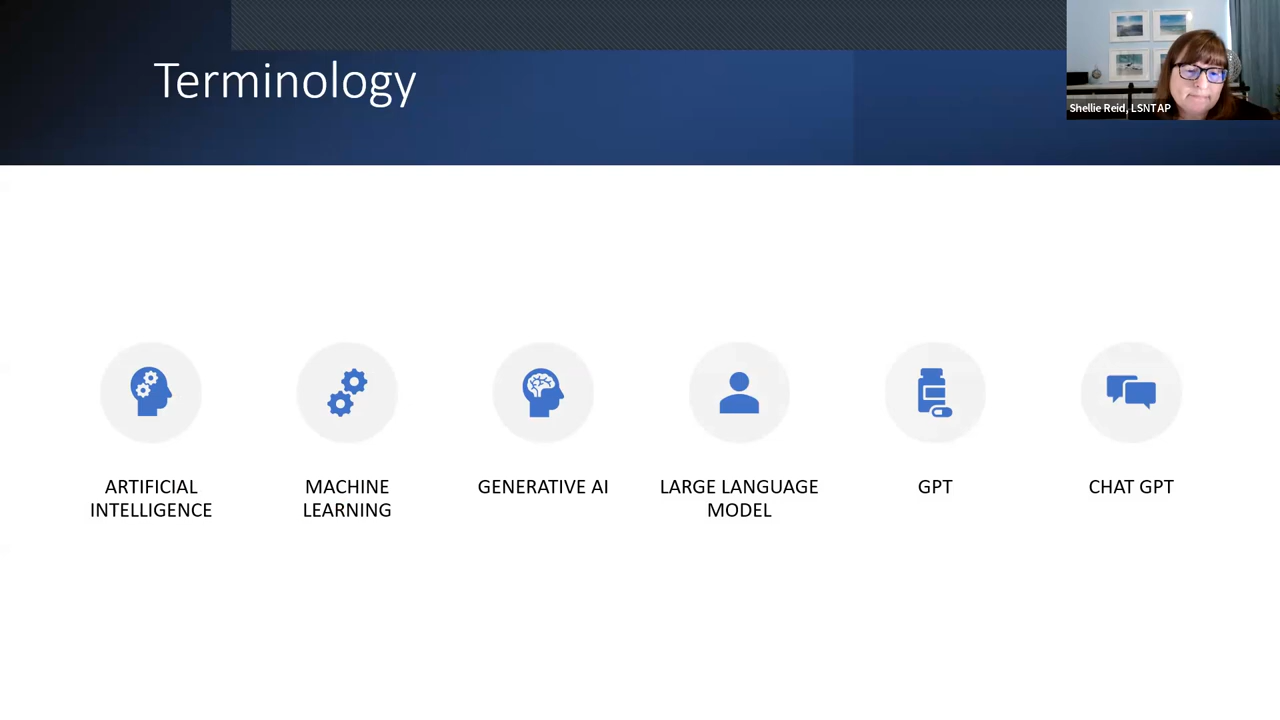 Terminology
Shellie Reid, LSNTAP
ARTIFICIAL
INTELLIGENCE
MACHINE
LEARNING
GENERATIVE AI
LARGE LANGUAGE
MODEL
GPT
CHAT GPT